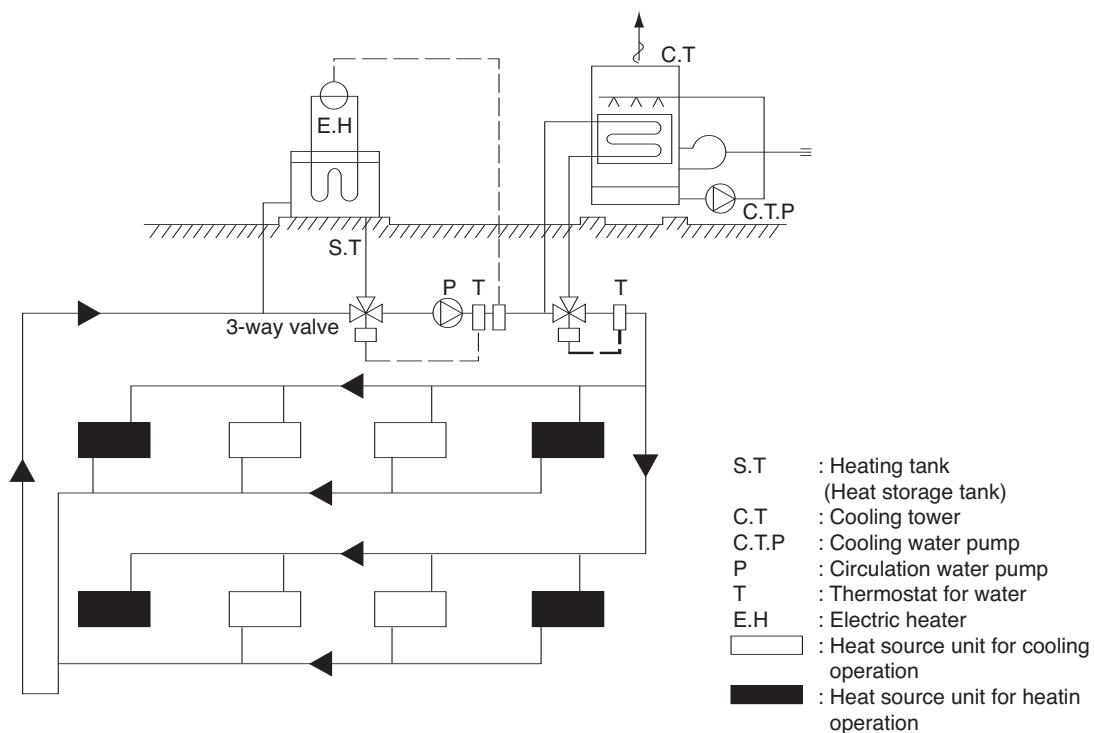 C.T
E.H
C.T.P
S.T
P T
T
3-way valve
S.T : Heating tank
(Heat storage tank)
C.T : Cooling tower
C.T.P : Cooling water pump
P : Circulation water pump
T : Thermostat for water
E.H : Electric heater
: Heat source unit for cooling
operation
: Heat source unit for heatin
operation